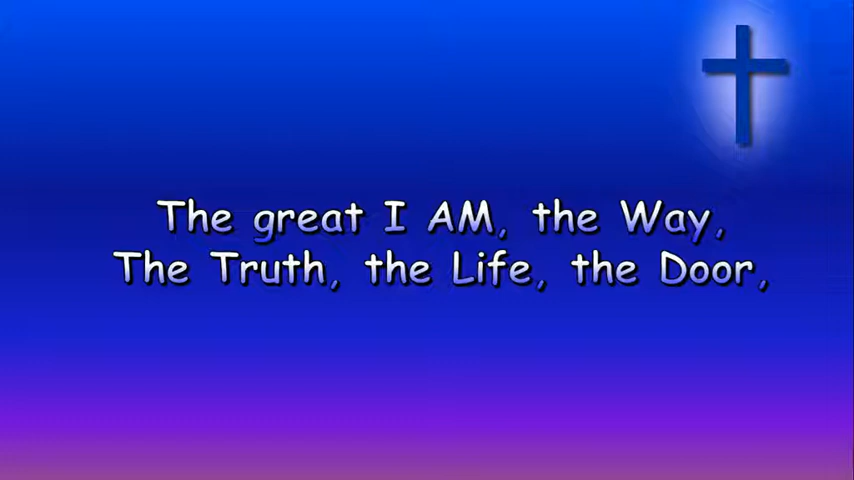 The great I AM, the Way,
The Truth, the Life, the Door,